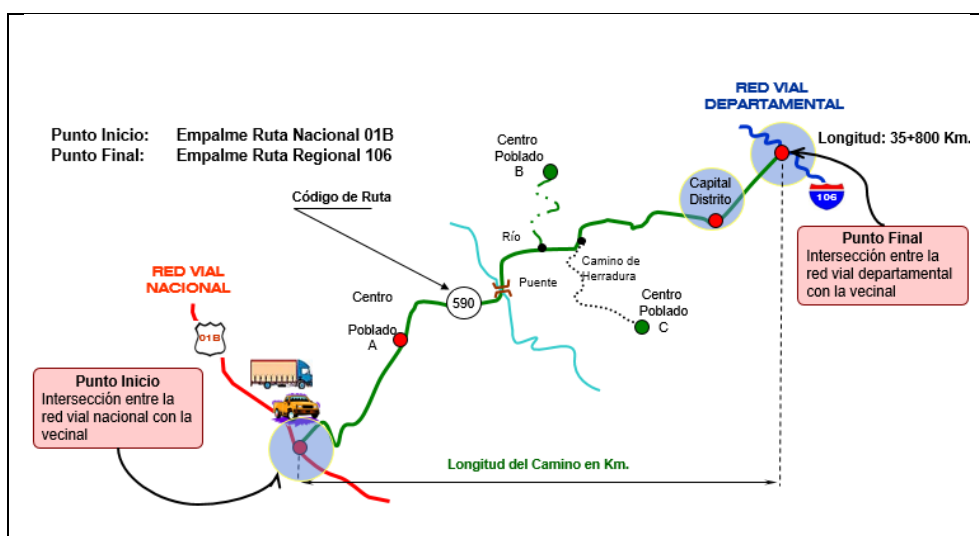 RED VIAL
DEPARTAMENTAL
Punto Inicio: Empalme Ruta Nacional 01B
Punto Final: Empalme Ruta Regional 106
Longitud: 35+800 Km.
Centro
Poblado
B
Capital
Distrito
106
Código de Ruta
Río
Punto Final
Intersección entre la
red vial departamental
con la vecinal
Camino de
Herradura
Puente
RED VIAL
NACIONAL
Centro
590
Centro
Poblado
C
Poblado
A
01B
Punto Inicio
Intersección entre la
red vial nacional con la
vecinal
Longitud del Camino en Km.